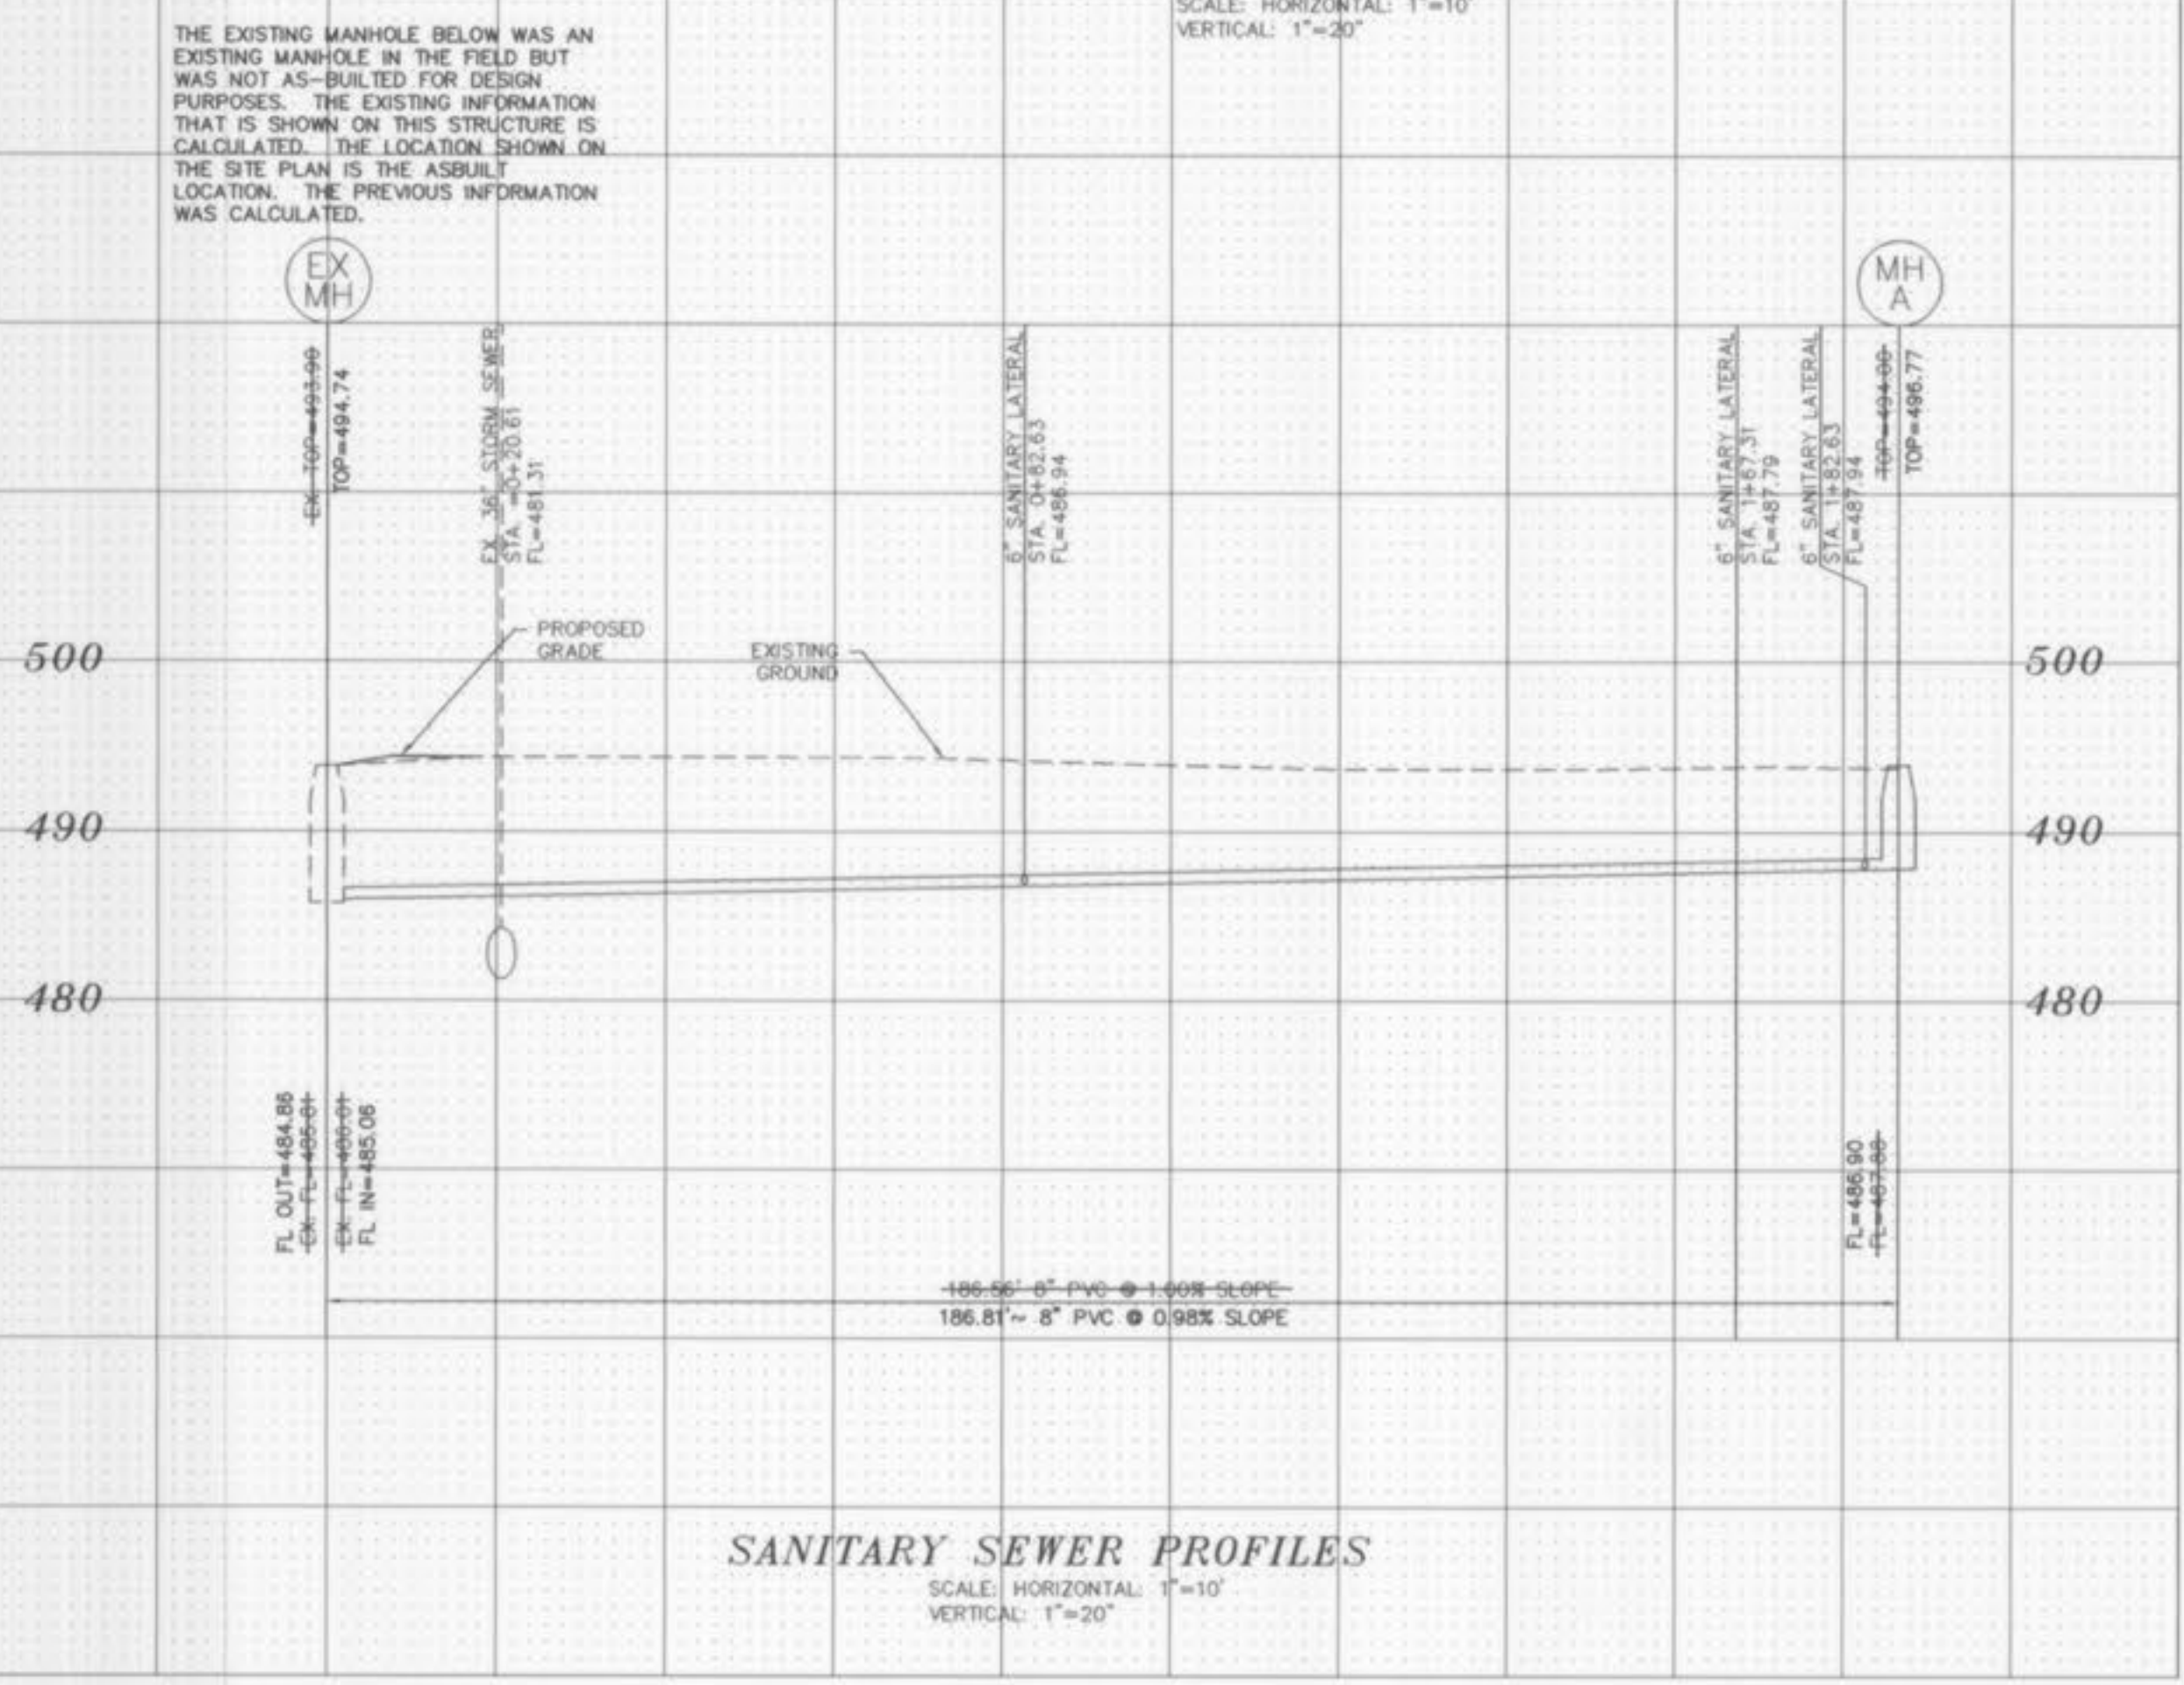 SCALE: HORIZONTAL: 1"=10'
VERTICAL: 1"=20"
THE EXISTING MANHOLE BELOW WAS AN
EXISTING MANHOLE IN THE FIELD BUT
WAS NOT AS-BUILTED FOR DESIGN
PURPOSES. THE EXISTING INFORMATION
THAT IS SHOWN ON THIS STRUCTURE IS
CALCULATED. THE LOCATION SHOWN ON
THE SITE PLAN IS THE ASBUILT
LOCATION. THE PREVIOUS INFORMATION
WAS CALCULATED.
EX
MH
MH
A
EX. TOP=493.90
TOP=494.74
EX. 36" STORM SEWER
STA. =0+20.61
FL=481.31
6" SANITARY LATERAL
STA. 0+82.63
FL=486.94
6" SANITARY LATERAL
STA. 1+67.31
FL=487.79
6" SANITARY LATERAL
STA. 1+82.63
FL=487.94
TOP=494.00
TOP=496.77
PROPOSED
GRADE
EXISTING
GROUND
500
500
490
490
480
480
FL OUT=484.86
EX. FL=485.81
EX. FL=486.01
FL IN=485.06
FL=486.90
FL=487.88
186.56' 8" PVC @ 1.00% SLOPE
186.81'~ 8" PVC @ 0.98% SLOPE
SANITARY SEWER PROFILES
SCALE: HORIZONTAL: 1"=10'
VERTICAL: 1"=20"